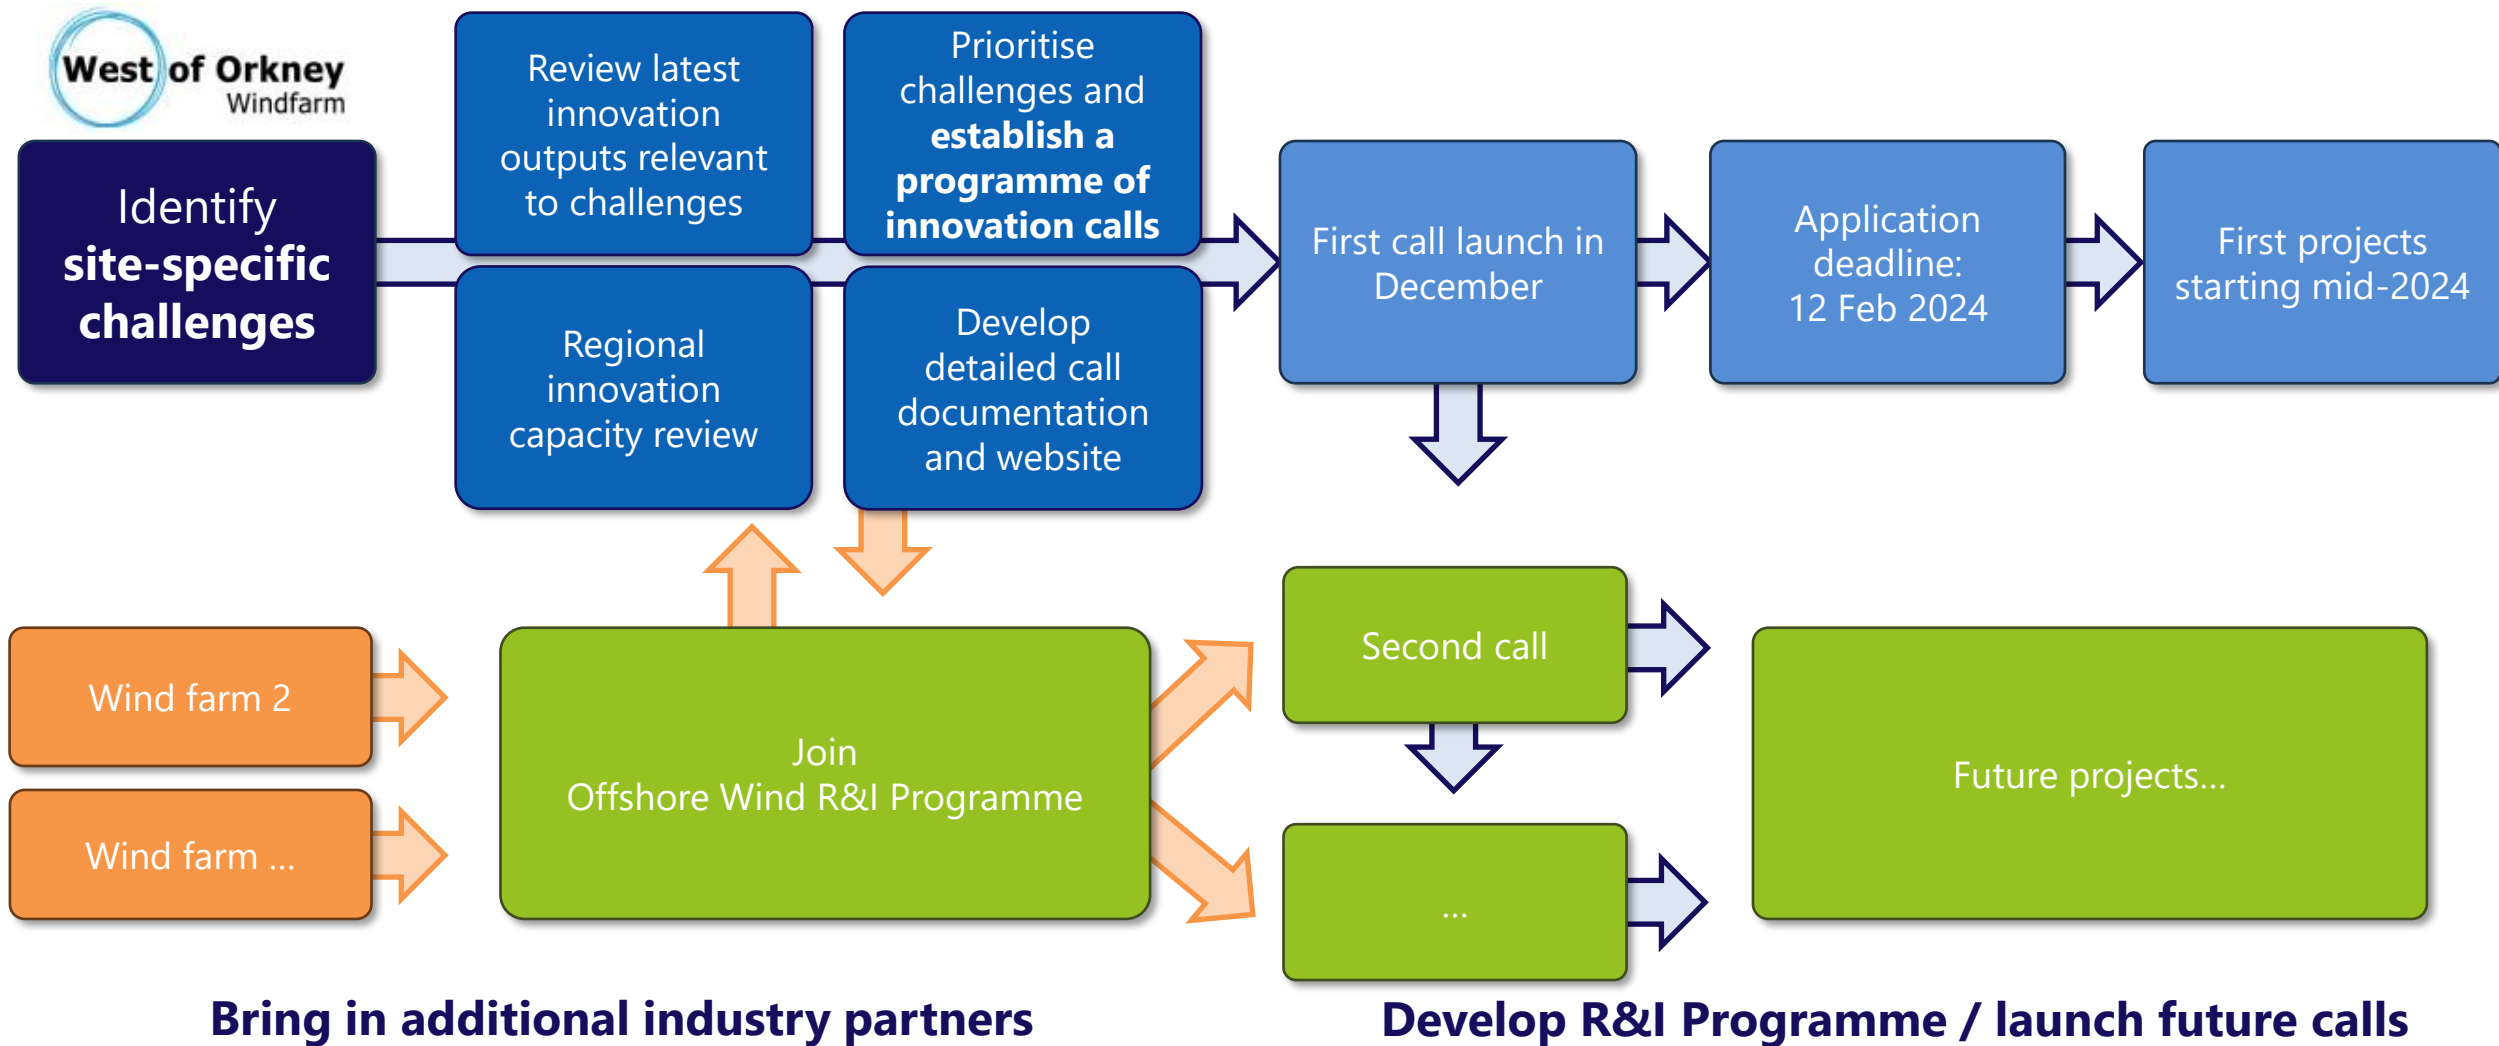 West of Orkney
Windfarm
Identify
site-specific
challenges
Review latest
innovation
outputs relevant
to challenges
Prioritise
challenges and
establish a
programme of
innovation calls
Regional
innovation
capacity review
Develop
detailed call
documentation
and website
First call launch in
December
Application
deadline:
12 Feb 2024
First projects
starting mid-2024
Wind farm 2
Wind farm ...
Join
Offshore Wind R&I Programme
Second call
...
Future projects...
Bring in additional industry partners
Develop R&I Programme / launch future calls